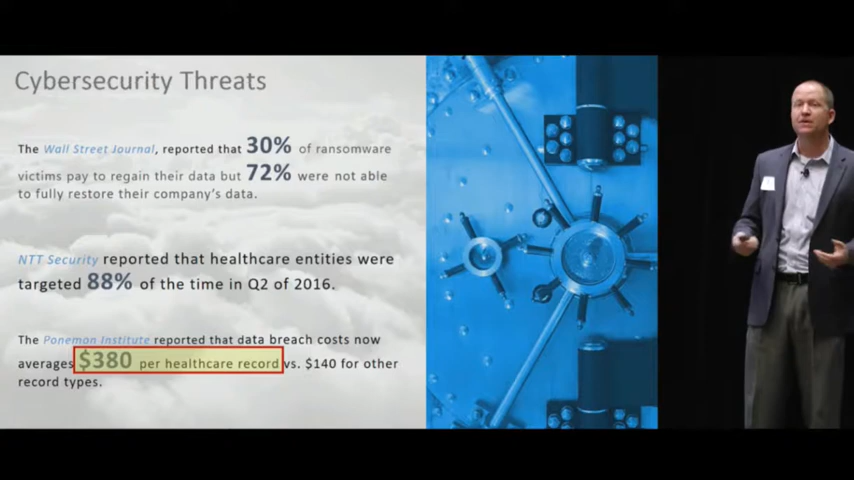 Cybersecurity Threats
The Wall Street Journal, reported that 30% of ransomware
victims pay to regain their data but 72% were not able
to fully restore their company's data.
NTT Security reported that healthcare entities were
targeted 88% of the time in Q2 of 2016.
The Ponemon Institute reported that data breach costs now
averages $380 per healthcare record vs. $140 for other
record types.